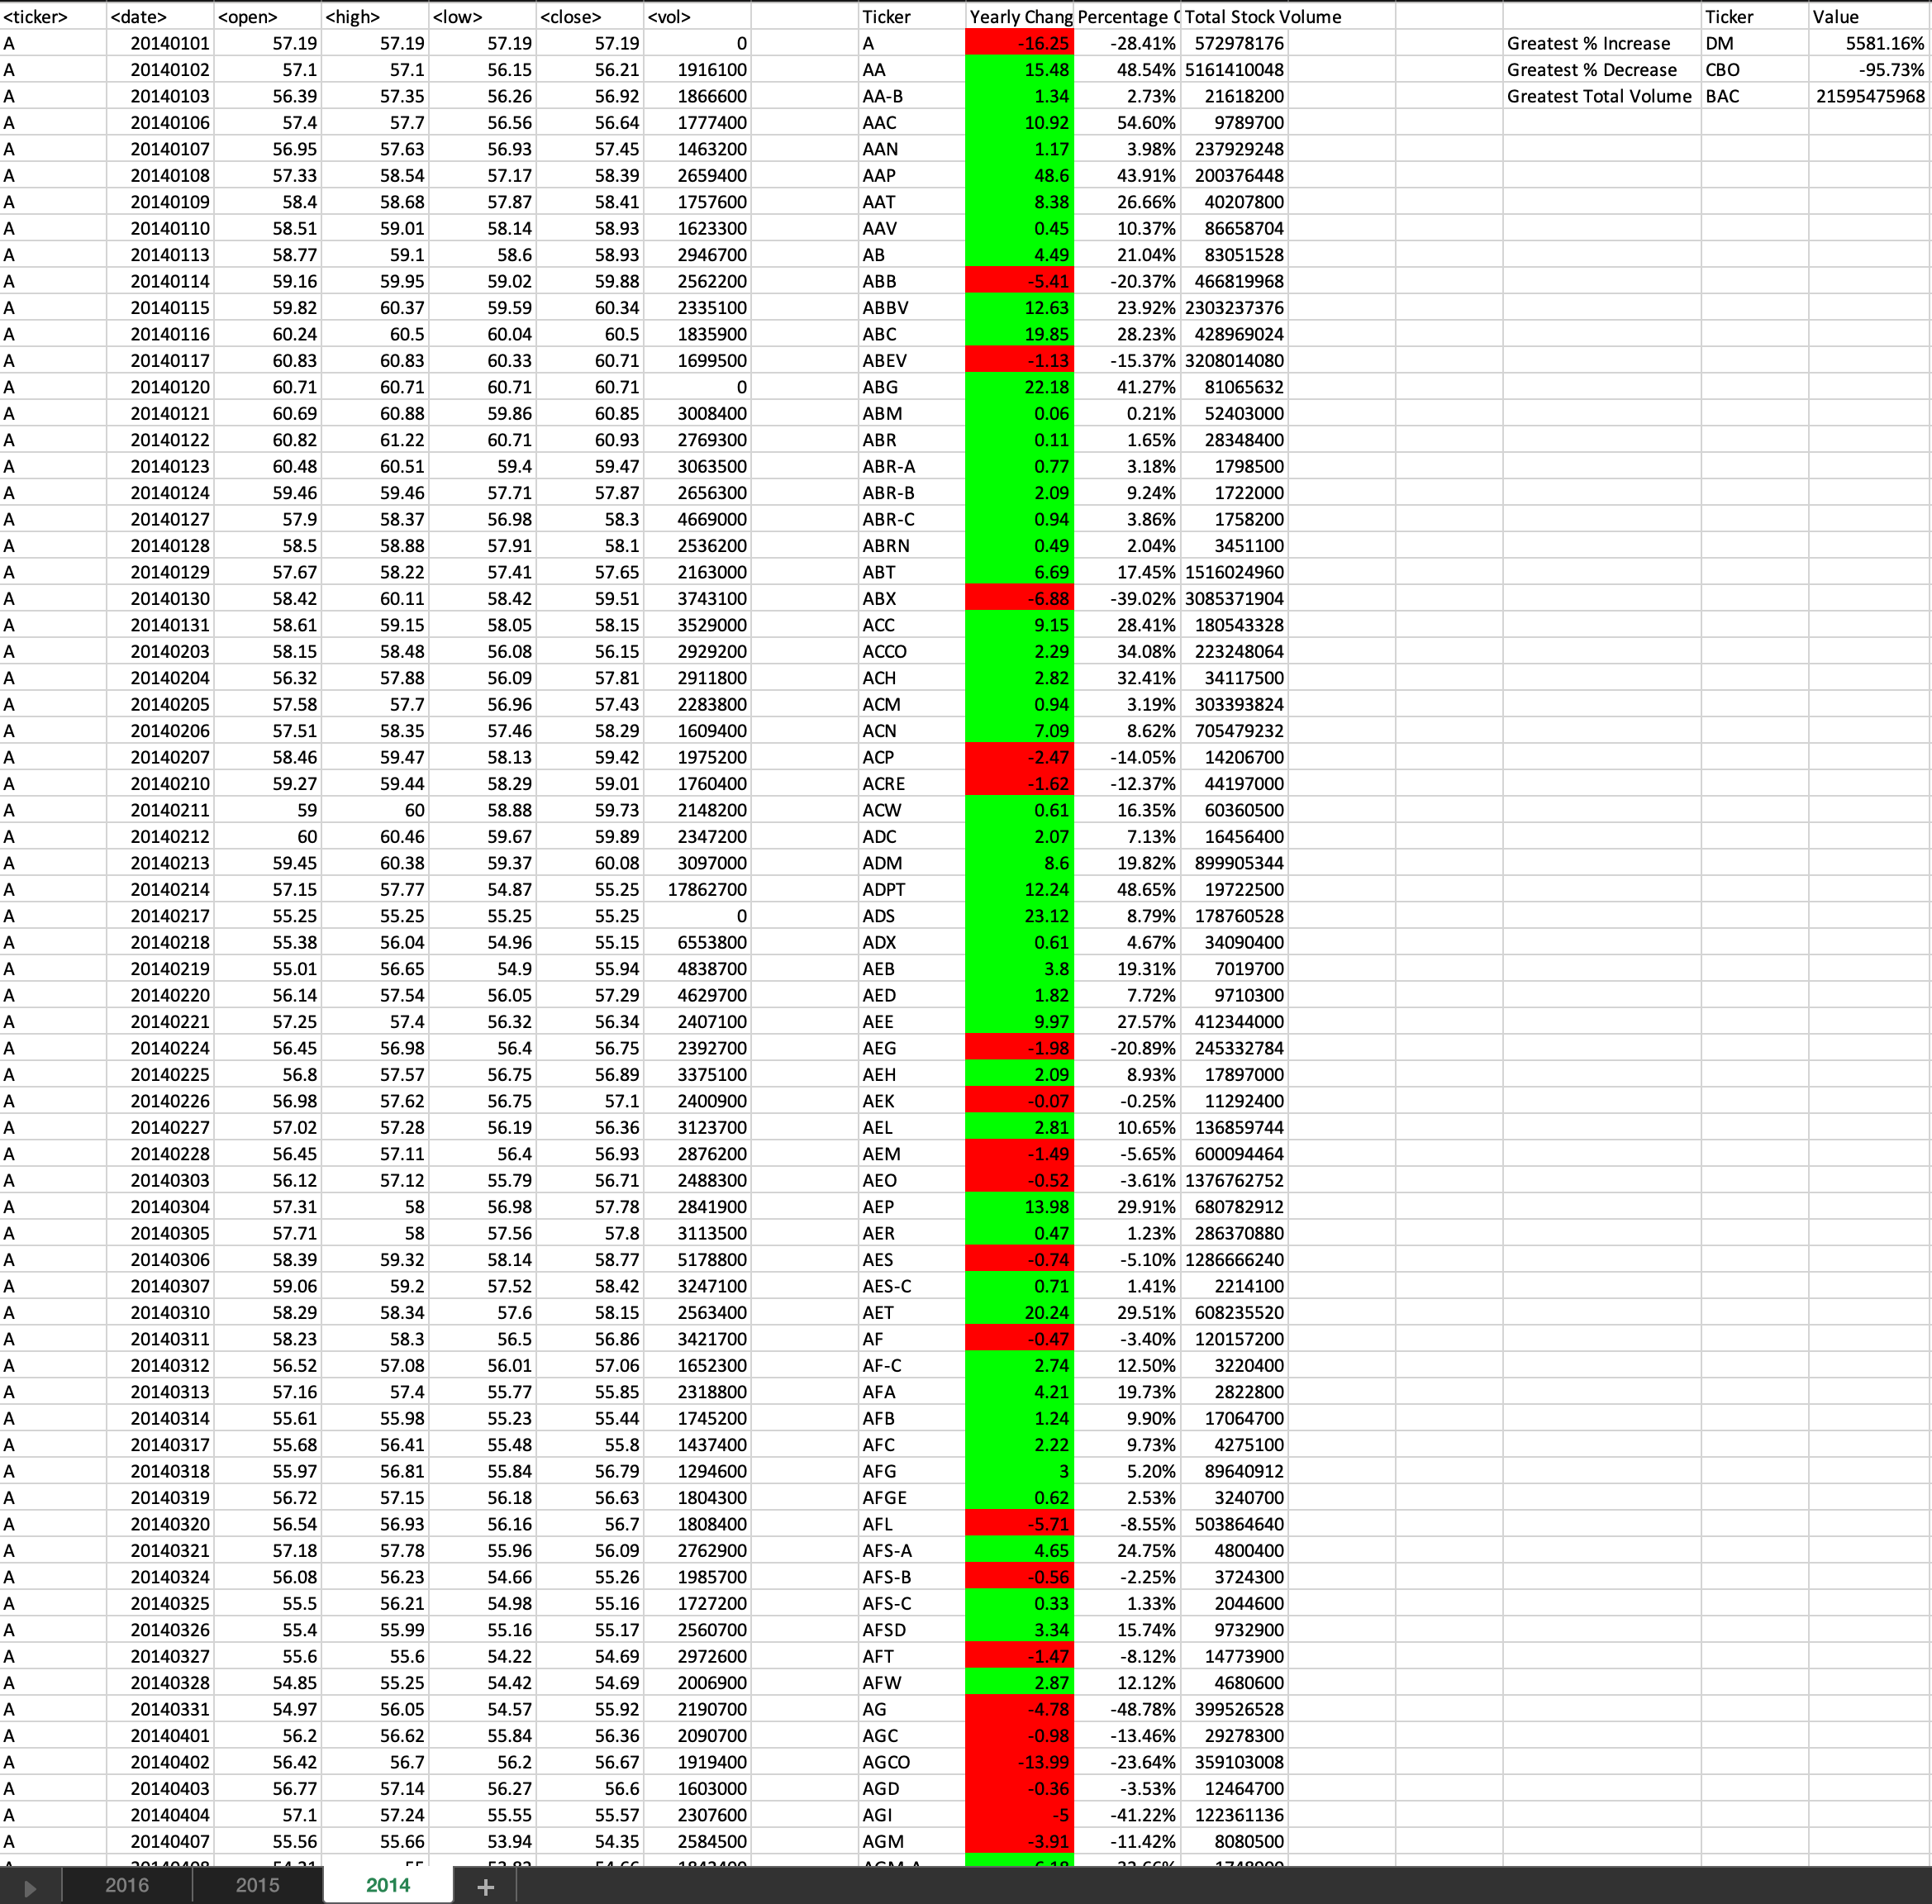 <ticker> <date> <open> <high> <low> <close> <vol> Ticker Yearly Chang Percentage Total Stock Volume Ticker Value
A 20140101 57.19 57.19 57.19 57.19 0 A -16.25 -28.41% 572978176 Greatest % Increase DM 5581.16%
A 20140102 57.1 57.1 56.15 56.21 1916100 AA 15.48 48.54% 5161410048 Greatest % Decrease CBO -95.73%
A 20140103 56.39 57.35 56.26 56.92 1866600 AA-B 1.34 2.73% 21618200 Greatest Total Volume BAC 21595475968
A 20140106 57.4 57.7 56.56 56.64 1777400 AAC 10.92 54.60% 9789700
A 20140107 56.95 57.63 56.93 57.45 1463200 AAN 1.17 3.98% 237929248
A 20140108 57.33 58.54 57.17 58.39 2659400 AAP 48.6 43.91% 200376448
A 20140109 58.4 58.68 57.87 58.41 1757600 AAT 8.38 26.66% 40207800
A 20140110 58.51 59.01 58.14 58.93 1623300 AAV 0.45 10.37% 86658704
A 20140113 58.77 59.1 58.6 58.93 2946700 AB 4.49 21.04% 83051528
A 20140114 59.16 59.95 59.02 59.88 2562200 ABB -5.41 -20.37% 466819968
A 20140115 59.82 60.37 59.59 60.34 2335100 ABBV 12.63 23.92% 2303237376
A 20140116 60.24 60.5 60.04 60.5 1835900 ABC 19.85 28.23% 428969024
A 20140117 60.83 60.83 60.33 60.71 1699500 ABEV -1.13 -15.37% 3208014080
A 20140120 60.71 60.71 60.71 60.71 0 ABG 22.18 41.27% 81065632
A 20140121 60.69 60.88 59.86 60.85 3008400 ABM 0.06 0.21% 52403000
A 20140122 60.82 61.22 60.71 60.93 2769300 ABR 0.11 1.65% 28348400
A 20140123 60.48 60.51 59.4 59.47 3063500 ABR-A 0.77 3.18% 1798500
A 20140124 59.46 59.46 57.71 57.87 2656300 ABR-B 2.09 9.24% 1722000
A 20140127 57.9 58.37 56.98 58.3 4669000 ABR-C 0.94 3.86% 1758200
A 20140128 58.5 58.88 57.91 58.1 2536200 ABRN 0.49 2.04% 3451100
A 20140129 57.67 58.22 57.41 57.65 2163000 ABT 6.69 17.45% 1516024960
A 20140130 58.42 60.11 58.42 59.51 3743100 ABX -6.88 -39.02% 3085371904
A 20140131 58.61 59.15 58.05 58.15 3529000 ACC 9.15 28.41% 180543328
A 20140203 58.15 58.48 56.08 56.15 2929200 ACCO 2.29 34.08% 223248064
A 20140204 56.32 57.88 56.09 57.81 2911800 ACH 2.82 32.41% 34117500
A 20140205 57.58 57.7 56.96 57.43 2283800 ACM 0.94 3.19% 303393824
A 20140206 57.51 58.35 57.46 58.29 1609400 ACN 7.09 8.62% 705479232
A 20140207 58.46 59.47 58.13 59.42 1975200 ACP -2.47 -14.05% 14206700
A 20140210 59.27 59.44 58.29 59.01 1760400 ACRE -1.62 -12.37% 44197000
A 20140211 59 60 58.88 59.73 2148200 ACW 0.61 16.35% 60360500
A 20140212 60 60.46 59.67 59.89 2347200 ADC 2.07 7.13% 16456400
A 20140213 59.45 60.38 59.37 60.08 3097000 ADM 8.6 19.82% 899905344
A 20140214 57.15 57.77 54.87 55.25 17862700 ADPT 12.24 48.65% 19722500
A 20140217 55.25 55.25 55.25 55.25 0 ADS 23.12 8.79% 178760528
A 20140218 55.38 56.04 54.96 55.15 6553800 ADX 0.61 4.67% 34090400
A 20140219 55.01 56.65 54.9 55.94 4838700 AEB 3.8 19.31% 7019700
A 20140220 56.14 57.54 56.05 57.29 4629700 AED 1.82 7.72% 9710300
A 20140221 57.25 57.4 56.32 56.34 2407100 AEE 9.97 27.57% 412344000
A 20140224 56.45 56.98 56.4 56.75 2392700 AEG -1.98 -20.89% 245332784
A 20140225 56.8 57.57 56.75 56.89 3375100 AEH 2.09 8.93% 17897000
A 20140226 56.98 57.62 56.75 57.1 2400900 AEK -0.07 -0.25% 11292400
A 20140227 57.02 57.28 56.19 56.36 3123700 AEL 2.81 10.65% 136859744
A 20140228 56.45 57.11 56.4 56.93 2876200 AEM -1.49 -5.65% 600094464
A 20140303 56.12 57.12 55.79 56.71 2488300 AEO -0.52 -3.61% 1376762752
A 20140304 57.31 58 56.98 57.78 2841900 AEP 13.98 29.91% 680782912
A 20140305 57.71 58 57.56 57.8 3113500 AER 0.47 1.23% 286370880
A 20140306 58.39 59.32 58.14 58.77 5178800 AES -0.74 -5.10% 1286666240
A 20140307 59.06 59.2 57.52 58.42 3247100 AES-C 0.71 1.41% 2214100
A 20140310 58.29 58.34 57.6 58.15 2563400 AET 20.24 29.51% 608235520
A 20140311 58.23 58.3 56.5 56.86 3421700 AF -0.47 -3.40% 120157200
A 20140312 56.52 57.08 56.01 57.06 1652300 AF-C 2.74 12.50% 3220400
A 20140313 57.16 57.4 55.77 55.85 2318800 AFA 4.21 19.73% 2822800
A 20140314 55.61 55.98 55.23 55.44 1745200 AFB 1.24 9.90% 17064700
A 20140317 55.68 56.41 55.48 55.8 1437400 AFC 2.22 9.73% 4275100
A 20140318 55.97 56.81 55.84 56.79 1294600 AFG 3 5.20% 89640912
A 20140319 56.72 57.15 56.18 56.63 1804300 AFGE 0.62 2.53% 3240700
A 20140320 56.54 56.93 56.16 56.7 1808400 AFL -5.71 -8.55% 503864640
A 20140321 57.18 57.78 55.96 56.09 2762900 AFS-A 4.65 24.75% 4800400
A 20140324 56.08 56.23 54.66 55.26 1985700 AFS-B -0.56 -2.25% 3724300
A 20140325 55.5 56.21 54.98 55.16 1727200 AFS-C 0.33 1.33% 2044600
A 20140326 55.4 55.99 55.16 55.17 2560700 AFSD 3.34 15.74% 9732900
A 20140327 55.6 55.6 54.22 54.69 2972600 AFT -1.47 -8.12% 14773900
A 20140328 54.85 55.25 54.42 54.69 2006900 AFW 2.87 12.12% 4680600
A 20140331 54.97 56.05 54.57 55.92 2190700 AG -4.78 -48.78% 399526528
A 20140401 56.2 56.62 55.84 56.36 2090700 AGC -0.98 -13.46% 29278300
A 20140402 56.42 56.7 56.2 56.67 1919400 AGCO -13.99 -23.64% 359103008
A 20140403 56.77 57.14 56.27 56.6 1603000 AGD -0.36 -3.53% 12464700
A 20140404 57.1 57.24 55.55 55.57 2307600 AGI -5 -41.22% 122361136
A 20140407 55.56 55.66 53.94 54.35 2584500 AGM -3.91 -11.42% 8080500
2016 2015 2014 +